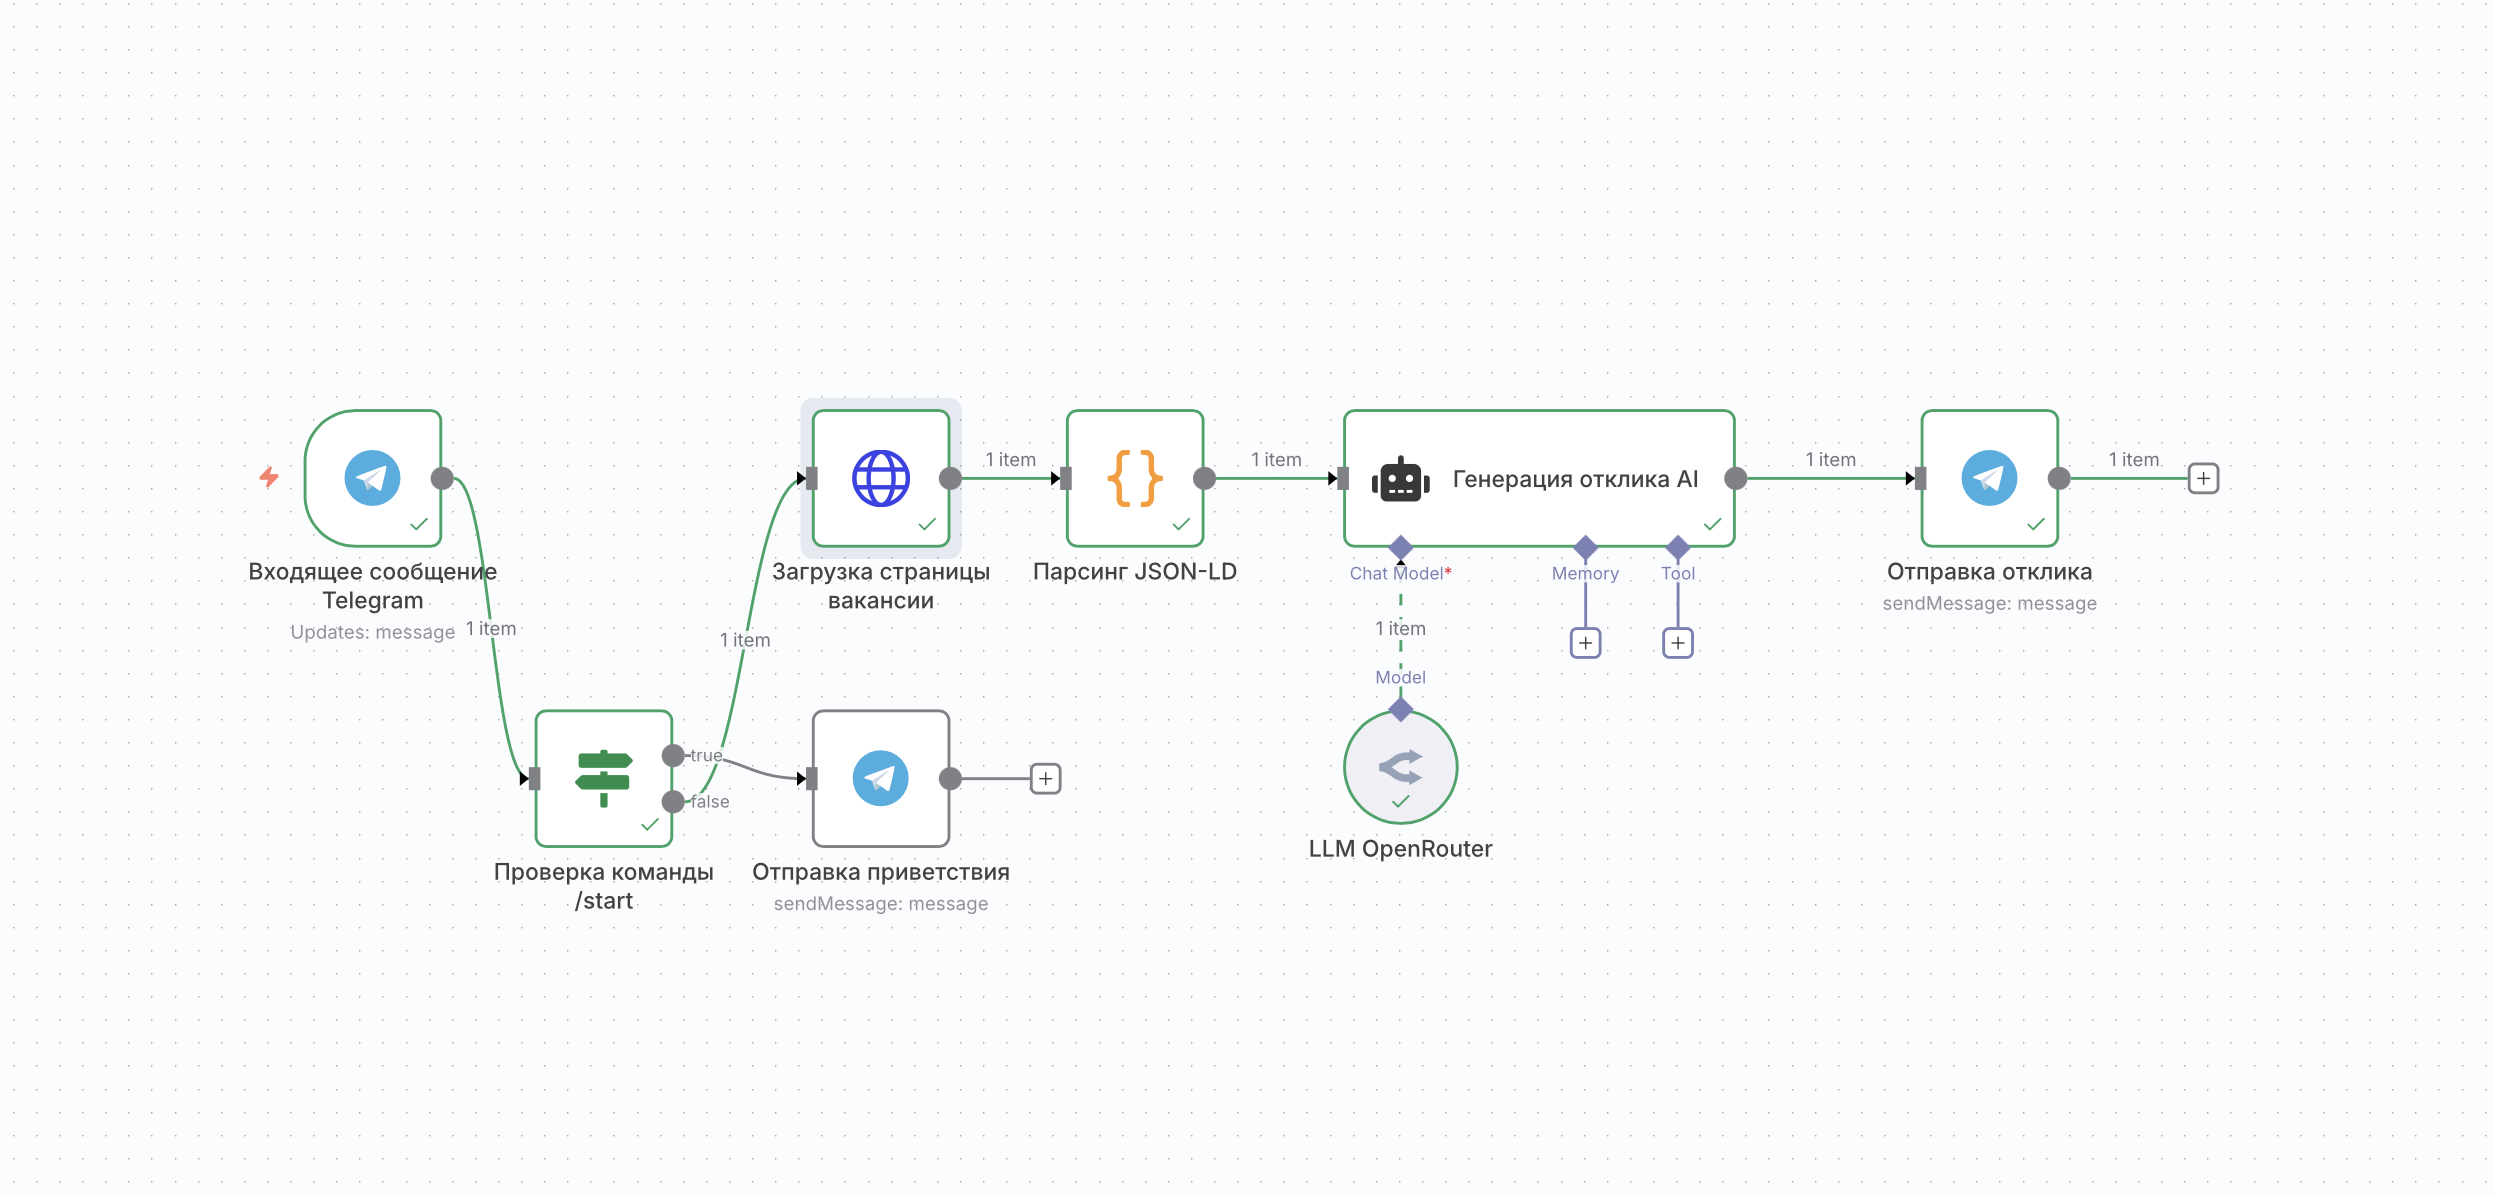 1 item
1 item
Генерация отклика AI
1 item
1 item
Входящее сообщение
Telegram
Updates: message
1 item
Загрузка страницы
вакансии
1 item
Парсинг JSON-LD
Chat Model*
Memory
Tool
1 item
Model
Отправка отклика
sendMessage: message
true
false
Проверка команды
/start
Отправка приветствия
sendMessage: message
LLM OpenRouter